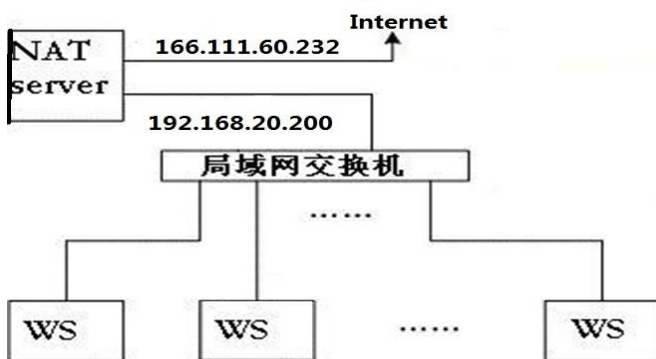 Internet
NAT
server
166.111.60.232
192.168.20.200
局域网交换机
……
WS
WS
……
WS